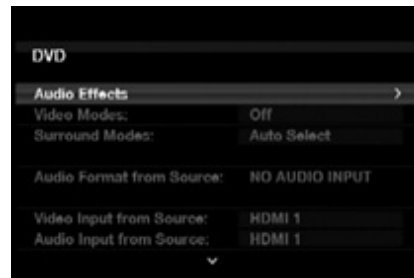 DVD
Audio Effects >
Video Modes: Off
Surround Modes: Auto Select
Audio Format from Source: NO AUDIO INPUT
Video Input from Source: HDMI 1
Audio Input from Source: HDMI 1